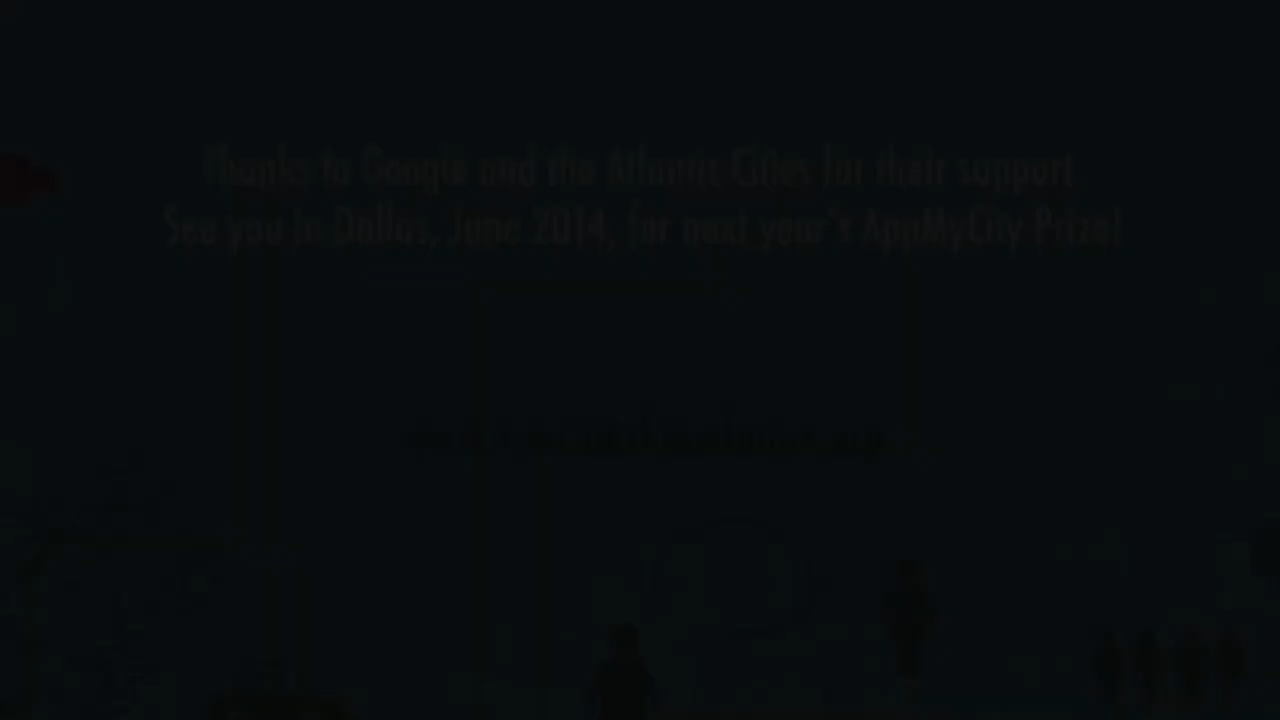 Thanks to Google and the Atlantic Cities for their support
See you in Dallas, June 2014, for next year's AppMyCity Prize!